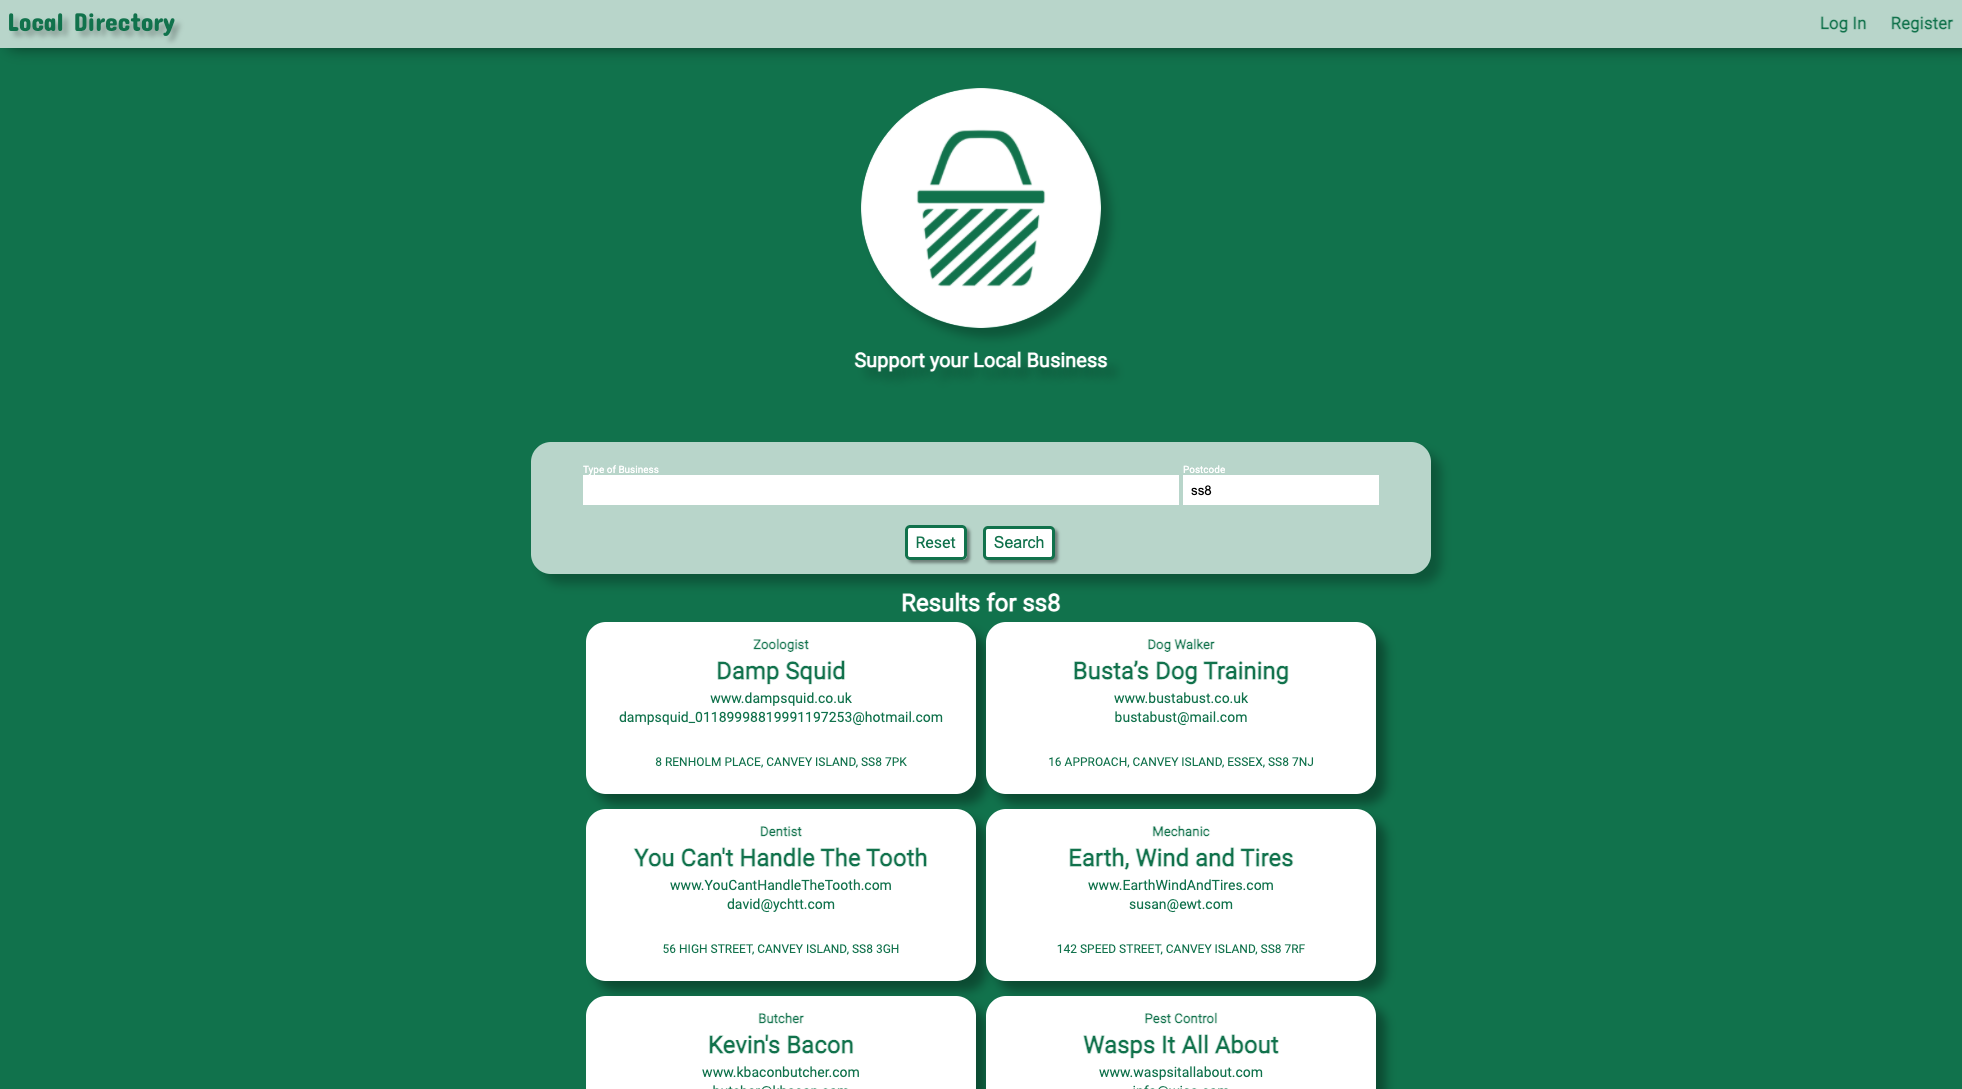 Local Directory
Log In
Register
Support your Local Business
Type of Business
Postcode
ss8
Reset
Search
Results for ss8
Zoologist
Damp Squid
www.dampsquid.co.uk
dampsquid_01189998819991197253@hotmail.com
8 RENHOLM PLACE, CANVEY ISLAND, SS8 7PK
Dog Walker
Busta’s Dog Training
www.bustabust.co.uk
bustabust@mail.com
16 APPROACH, CANVEY ISLAND, ESSEX, SS8 7NJ
Dentist
You Can't Handle The Tooth
www.YouCantHandleTheTooth.com
david@ychtt.com
56 HIGH STREET, CANVEY ISLAND, SS8 3GH
Mechanic
Earth, Wind and Tires
www.EarthWindAndTires.com
susan@ewt.com
142 SPEED STREET, CANVEY ISLAND, SS8 7RF
Butcher
Kevin's Bacon
www.kbaconbutcher.com
Pest Control
Wasps It All About
www.waspsitallabout.com